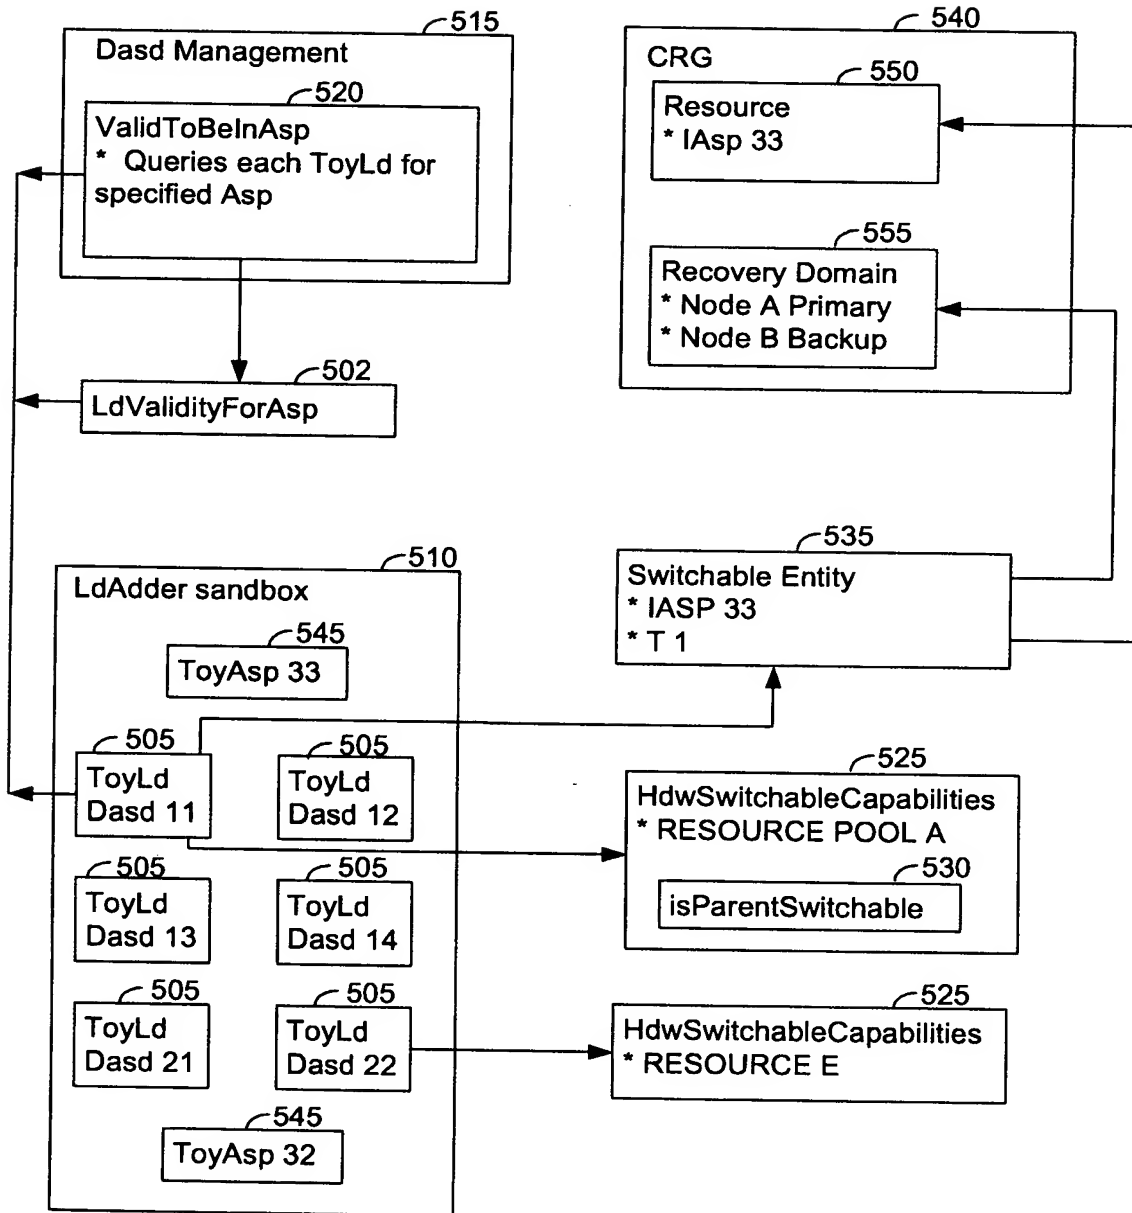 515
Dasd Management
520
ValidToBeInAsp
* Queries each ToyLd for
specified Asp
502
LdValidityForAsp
540
CRG
550
Resource
* IAsp 33
555
Recovery Domain
* Node A Primary
* Node B Backup
535
Switchable Entity
* IASP 33
* T 1
510
LdAdder sandbox
545
ToyAsp 33
505
ToyLd
Dasd 11
505
ToyLd
Dasd 12
505
ToyLd
Dasd 13
505
ToyLd
Dasd 14
505
ToyLd
Dasd 21
505
ToyLd
Dasd 22
545
ToyAsp 32
525
HdwSwitchableCapabilities
* RESOURCE POOL A
530
isParentSwitchable
525
HdwSwitchableCapabilities
* RESOURCE E